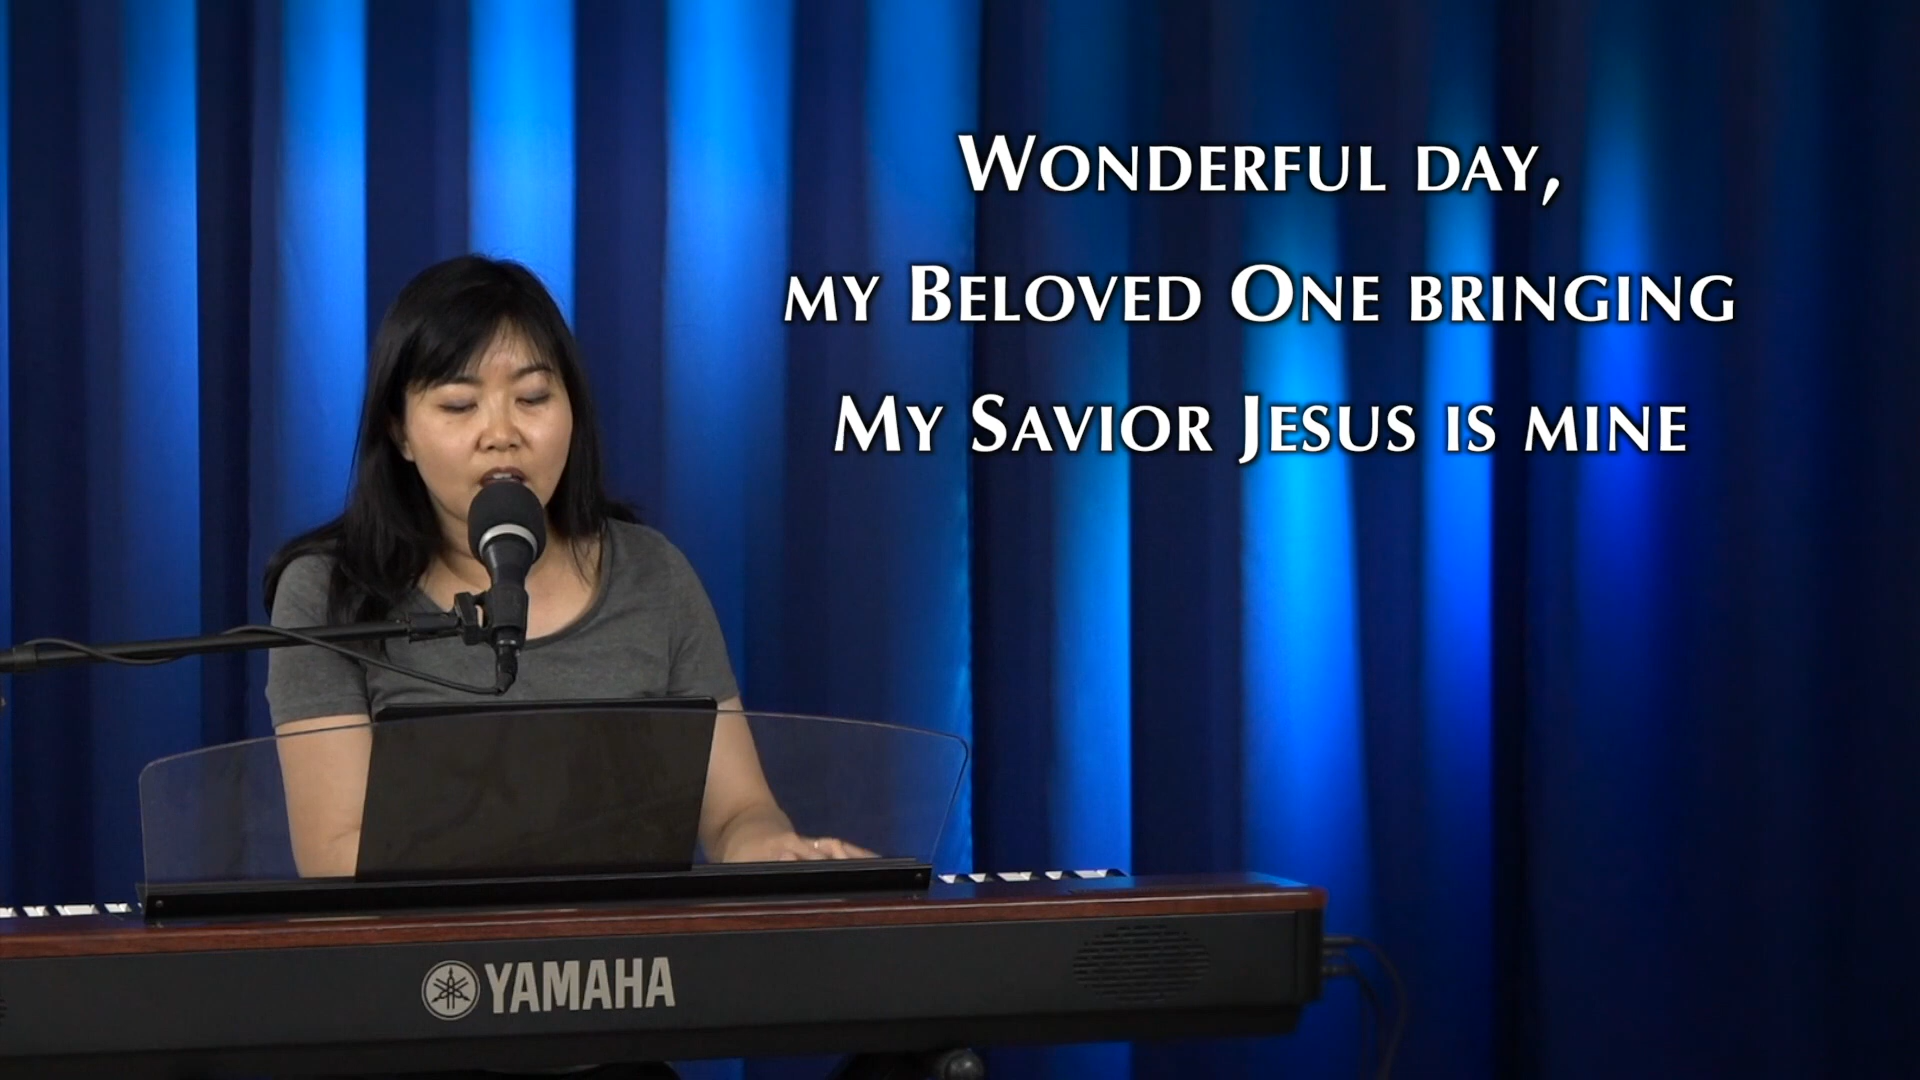 Wonderful day,
my Beloved One bringing
My Savior Jesus is mine
YAMAHA